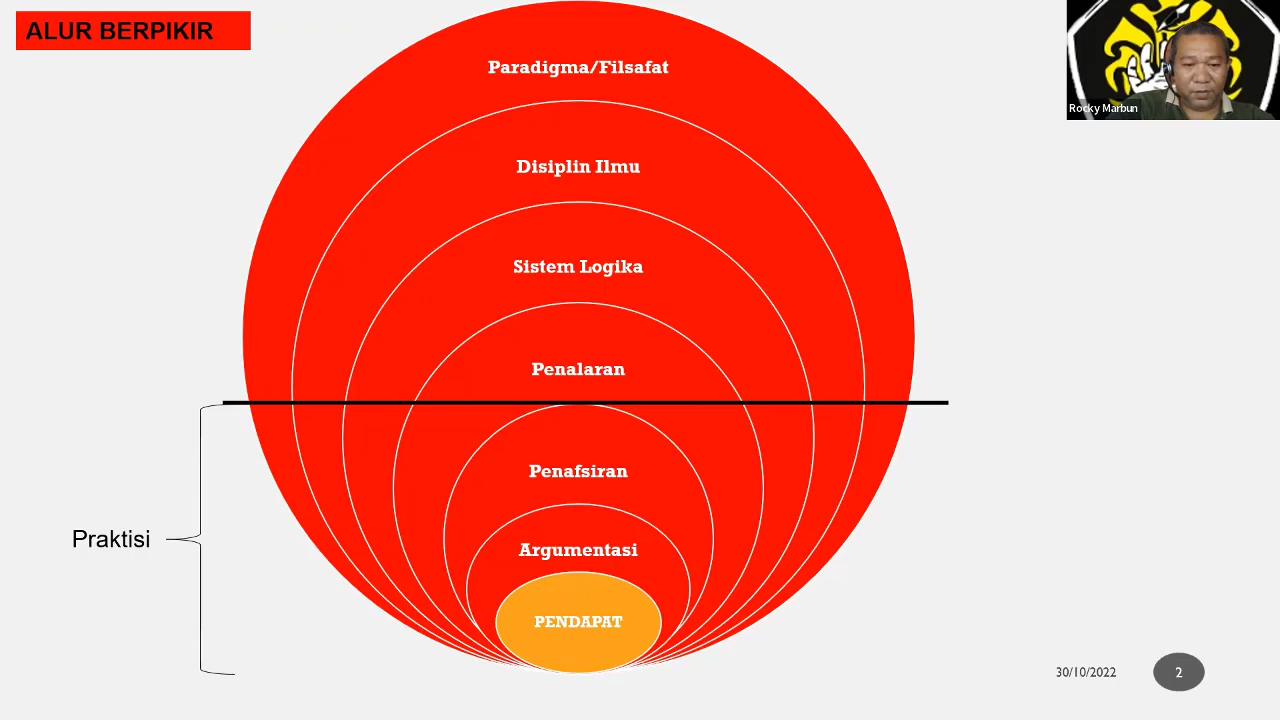 ALUR BERPIKIR
Rocky Marbun
Paradigma/Filsafat
Disiplin Ilmu
Sistem Logika
Penalaran
Penafsiran
Praktisi
Argumentasi
PENDAPAT
30/10/2022
2